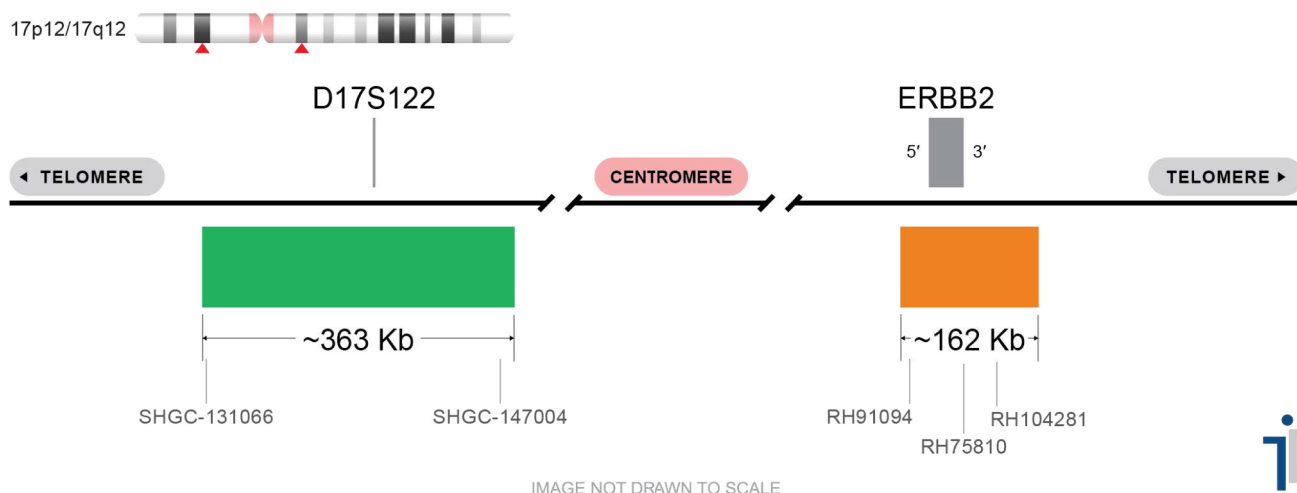 17p12/17q12
D17S122
ERBB2
5′ 3′
◄ TELOMERE
CENTROMERE
TELOMERE ►
~363 Kb
~162 Kb
SHGC-131066
SHGC-147004
RH91094
RH104281
RH75810
IMAGE NOT DRAWN TO SCALE